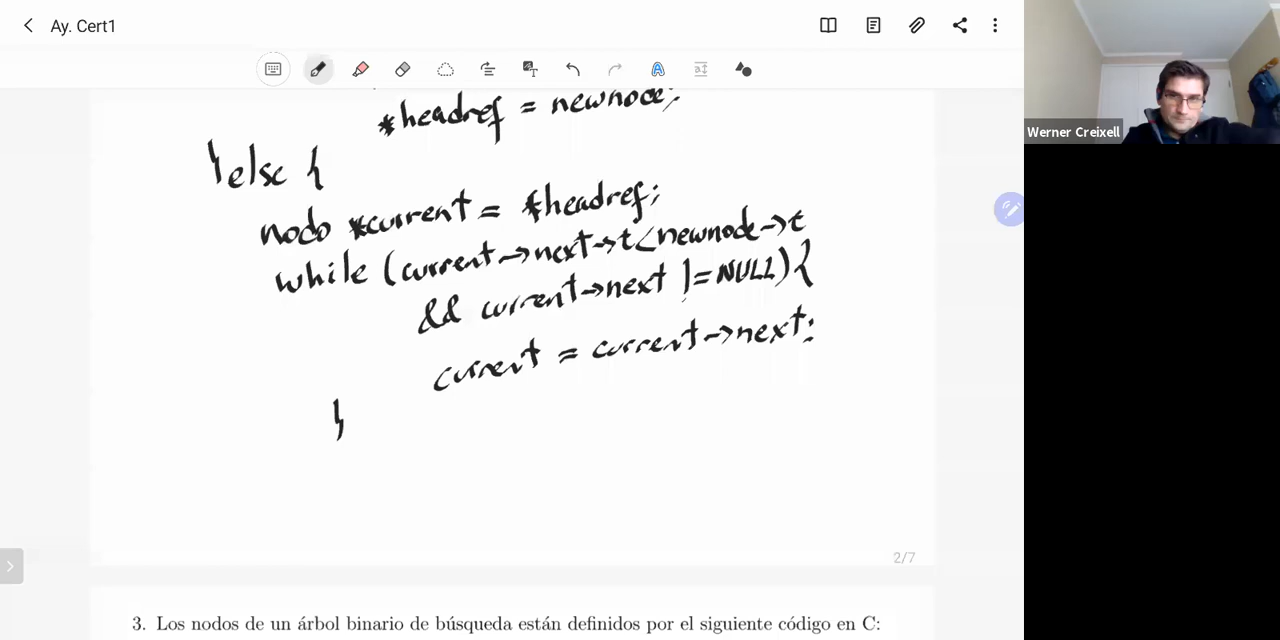 Ay. Cert1
*headref = newnode;
}else {
nodo *current = *headref;
while (current->next->t<newnode->t
&& current->next != NULL){
current = current->next;
}
2/7
3. Los nodos de un árbol binario de búsqueda están definidos por el siguiente código en C:
Werner Creixell